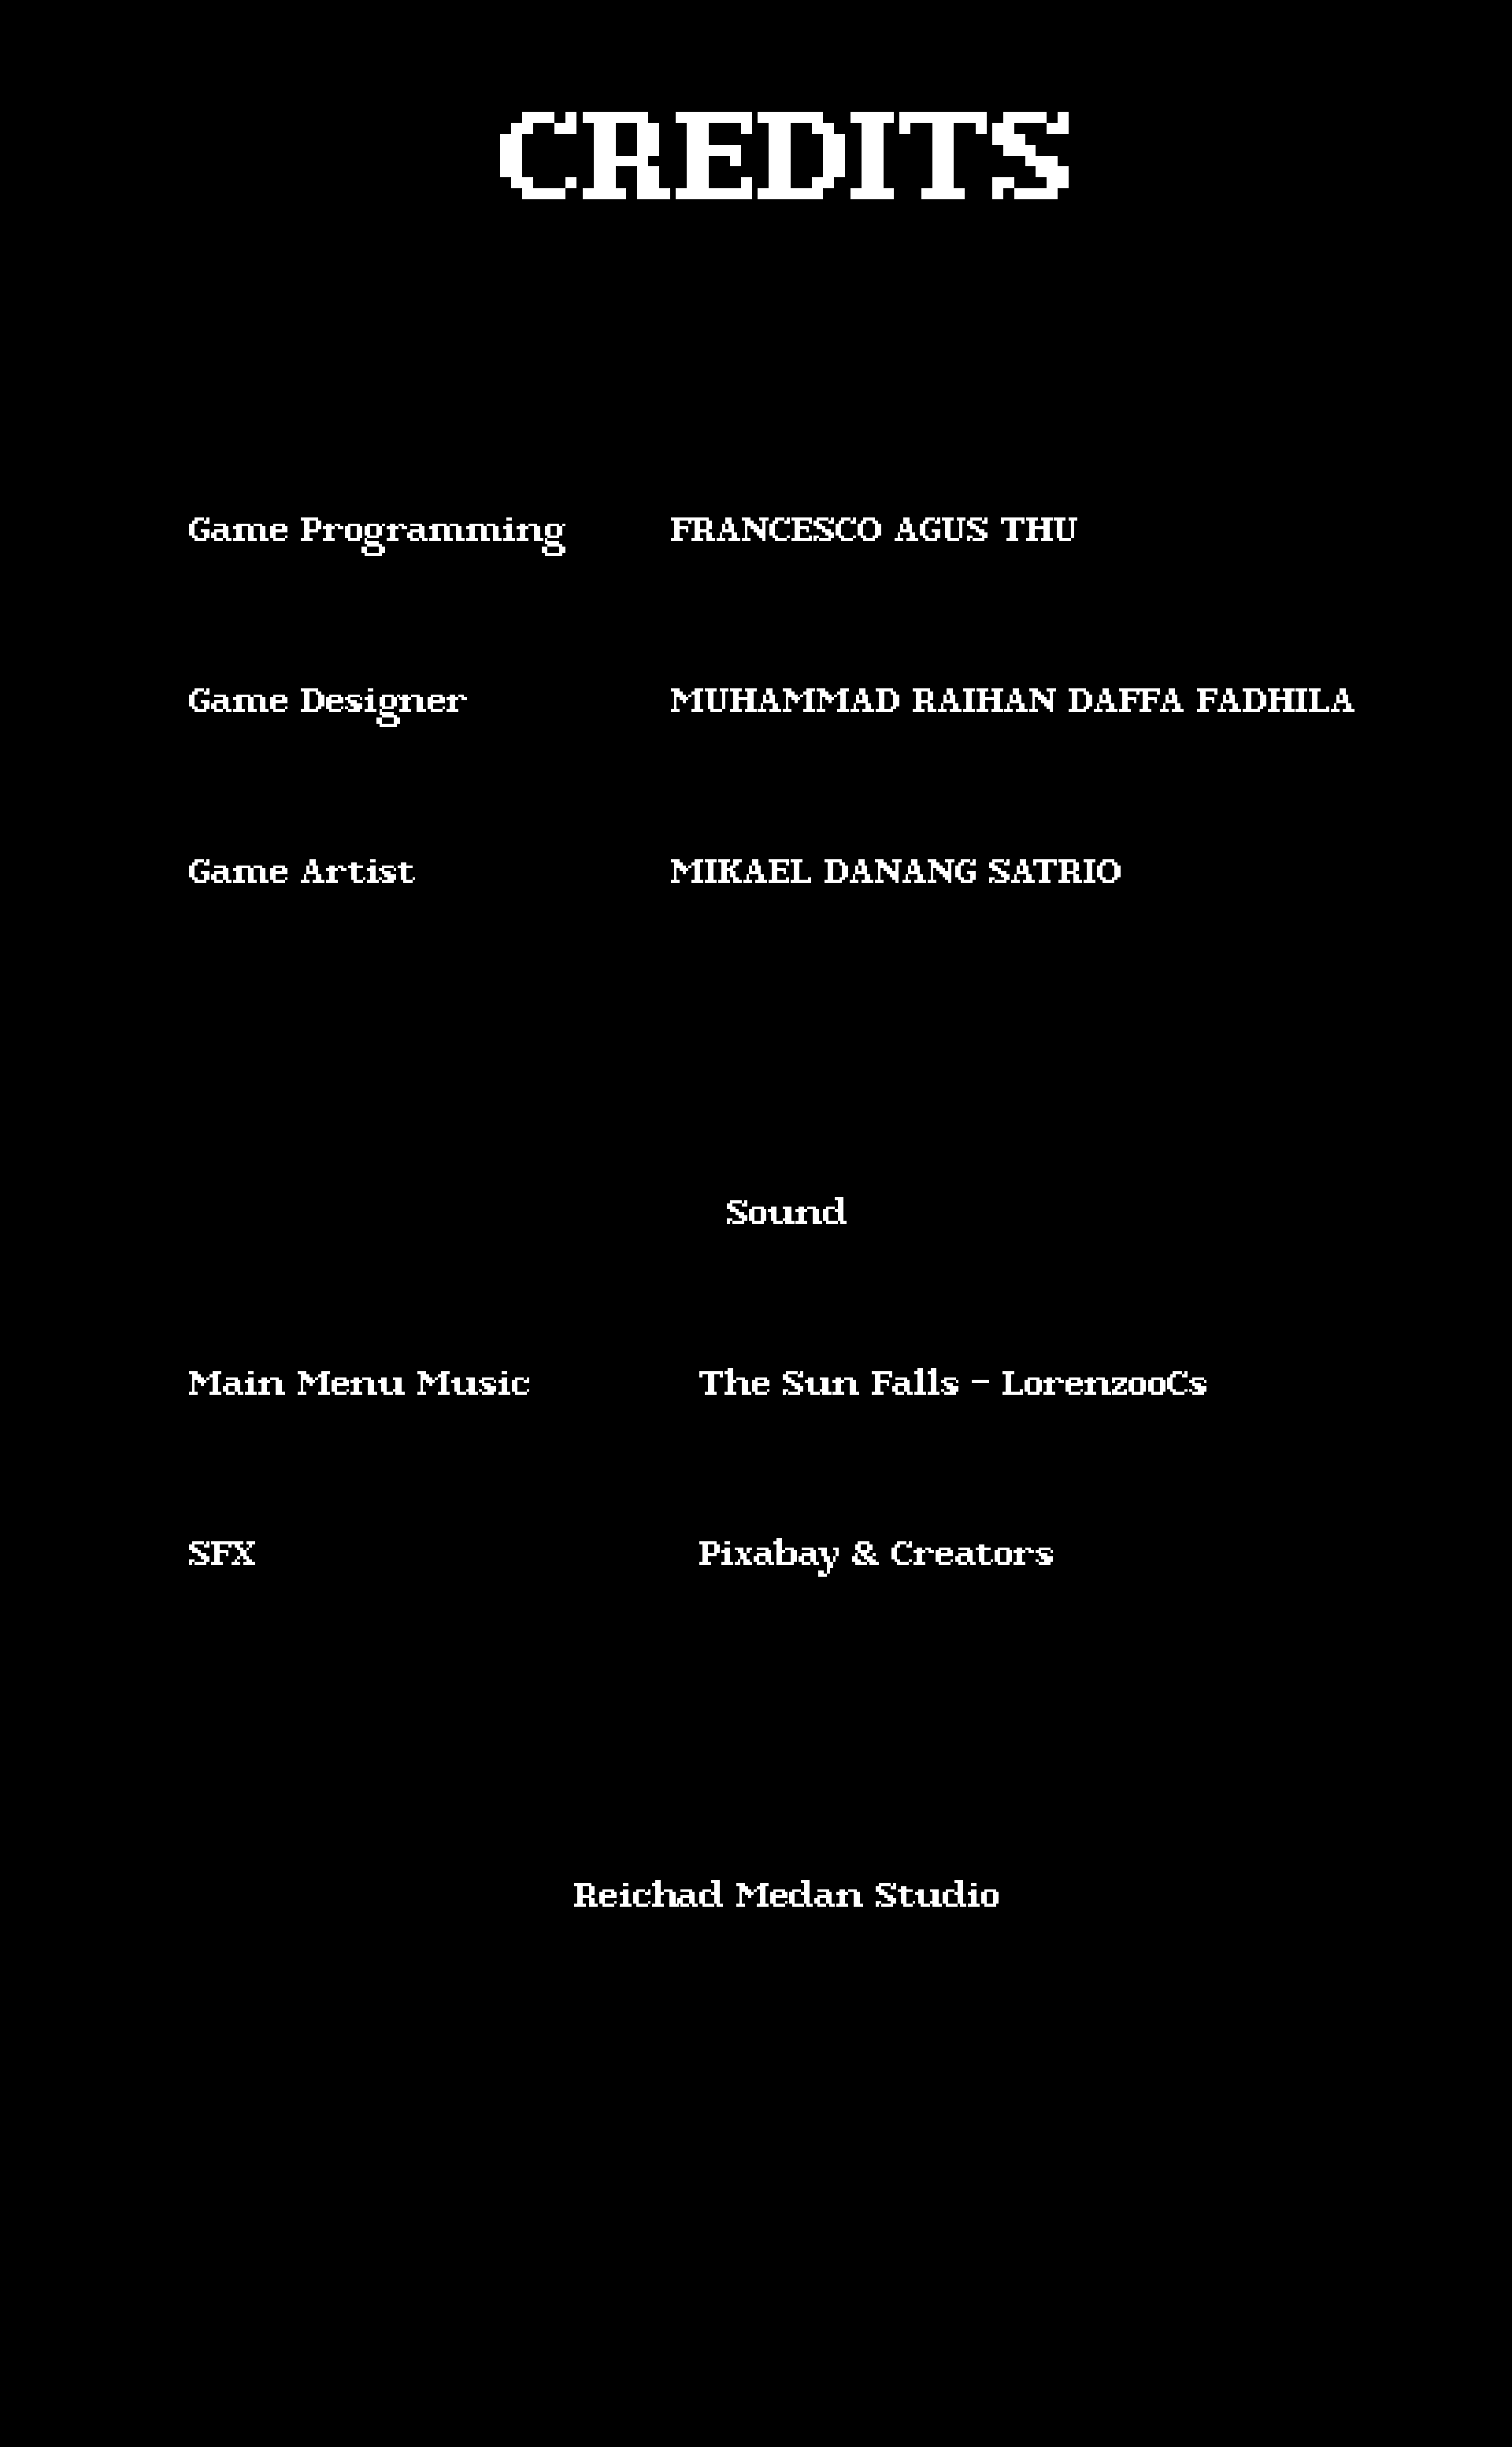 CREDITS
Game Programming FRANCESCO AGUS THU
Game Designer MUHAMMAD RAIHAN DAFFA FADHILA
Game Artist MIKAEL DANANG SATRIO
Sound
Main Menu Music The Sun Falls - LorenzooCs
SFX Pixabay & Creators
Reichad Medan Studio